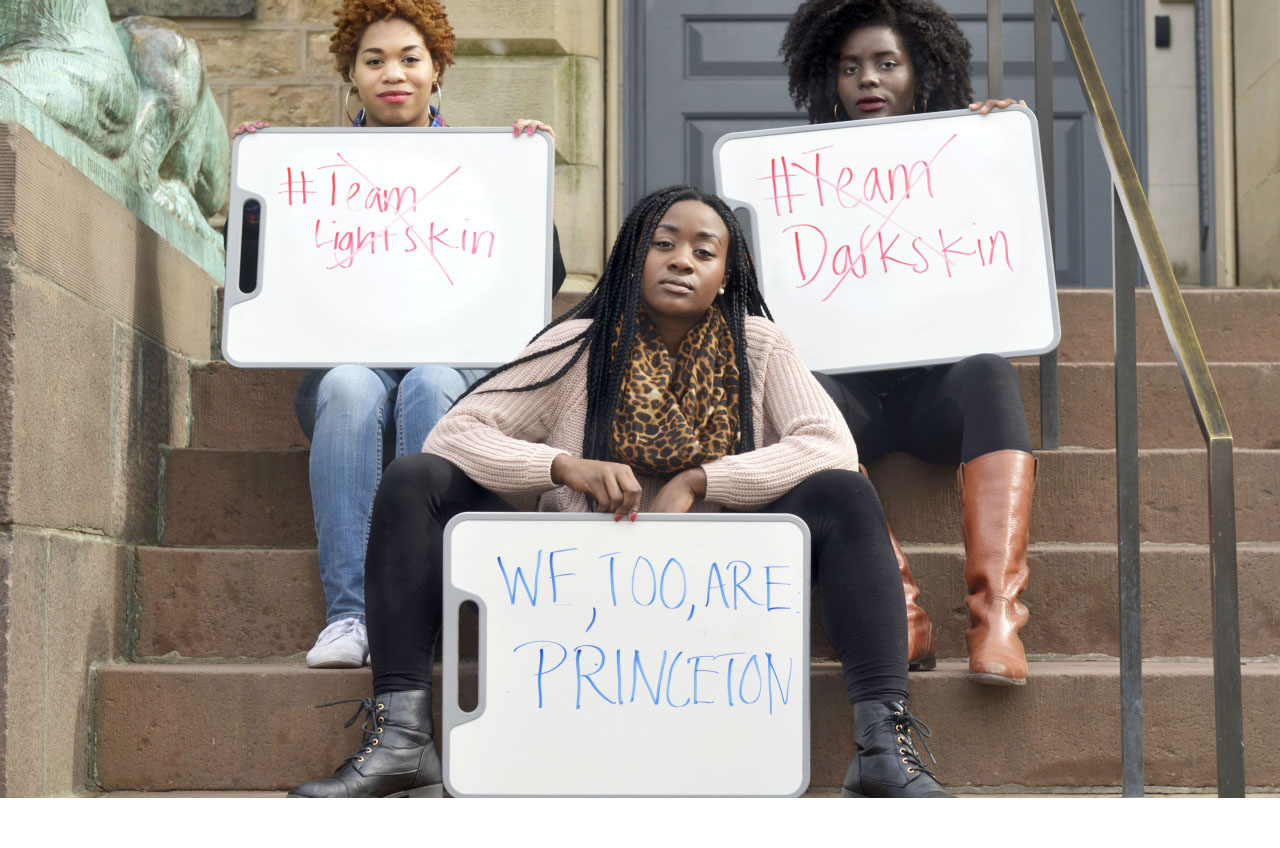 #Team
Lightskin
#Team
Darkskin
WE, TOO, ARE
PRINCETON